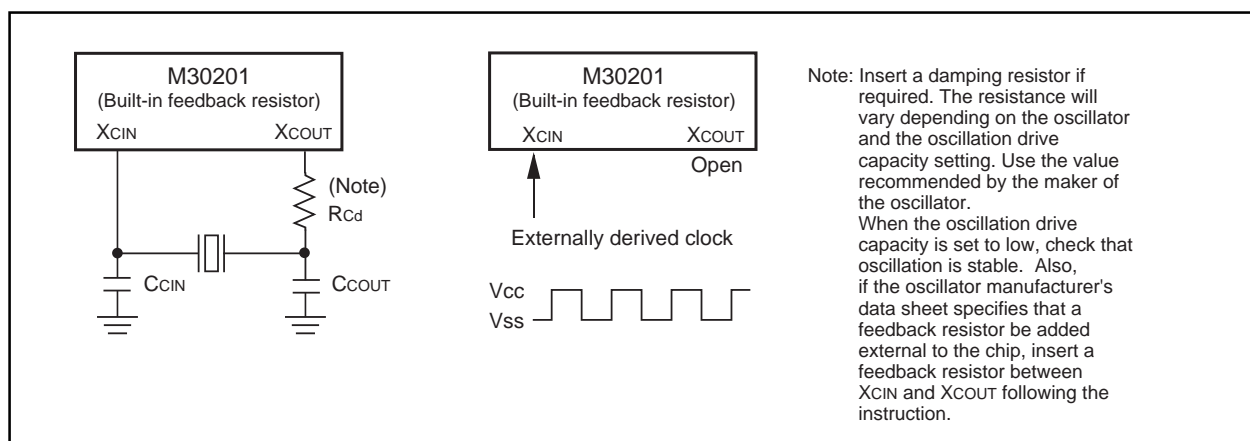 M30201
(Built-in feedback resistor)
XCIN XCOUT
(Note)
RCd
CCIN CCOUT
M30201
(Built-in feedback resistor)
XCIN XCOUT
Open
Externally derived clock
Vcc
Vss
Note: Insert a damping resistor if
required. The resistance will
vary depending on the oscillator
and the oscillation drive
capacity setting. Use the value
recommended by the maker of
the oscillator.
When the oscillation drive
capacity is set to low, check that
oscillation is stable. Also,
if the oscillator manufacturer's
data sheet specifies that a
feedback resistor be added
external to the chip, insert a
feedback resistor between
XCIN and XCOUT following the
instruction.